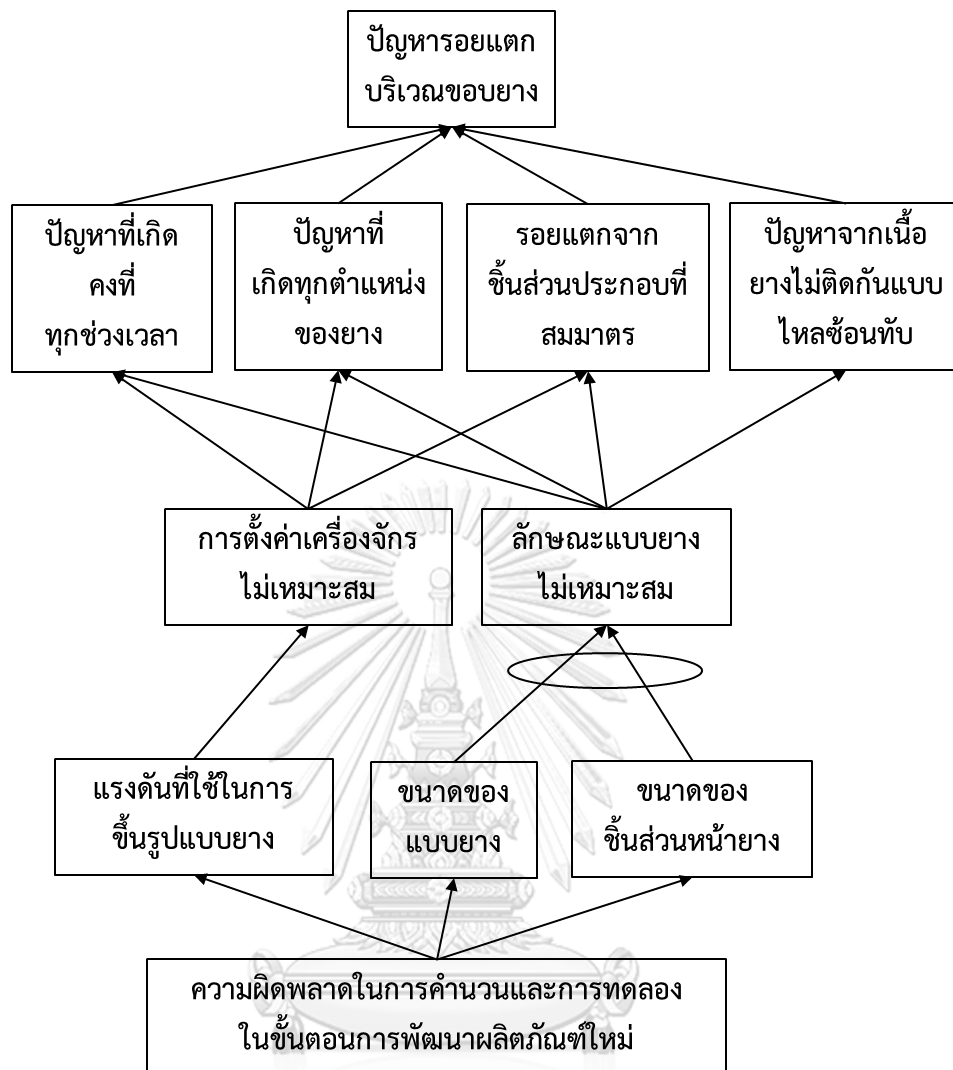 ปัญหารอยแตก
บริเวณขอบยาง
ปัญหาที่เกิด
คงที่
ทุกช่วงเวลา
ปัญหาที่
เกิดทุกตำแหน่ง
ของยาง
รอยแตกจาก
ชิ้นส่วนประกอบที่
สมมาตร
ปัญหาจากเนื้อ
ยางไม่ติดกันแบบ
ไหลซ้อนทับ
การตั้งค่าเครื่องจักร
ไม่เหมาะสม
ลักษณะแบบยาง
ไม่เหมาะสม
แรงดันที่ใช้ในการ
ขึ้นรูปแบบยาง
ขนาดของ
แบบยาง
ขนาดของ
ชิ้นส่วนหน้ายาง
ความผิดพลาดในการคำนวนและการทดลอง
ในขั้นตอนการพัฒนาผลิตภัณฑ์ใหม่